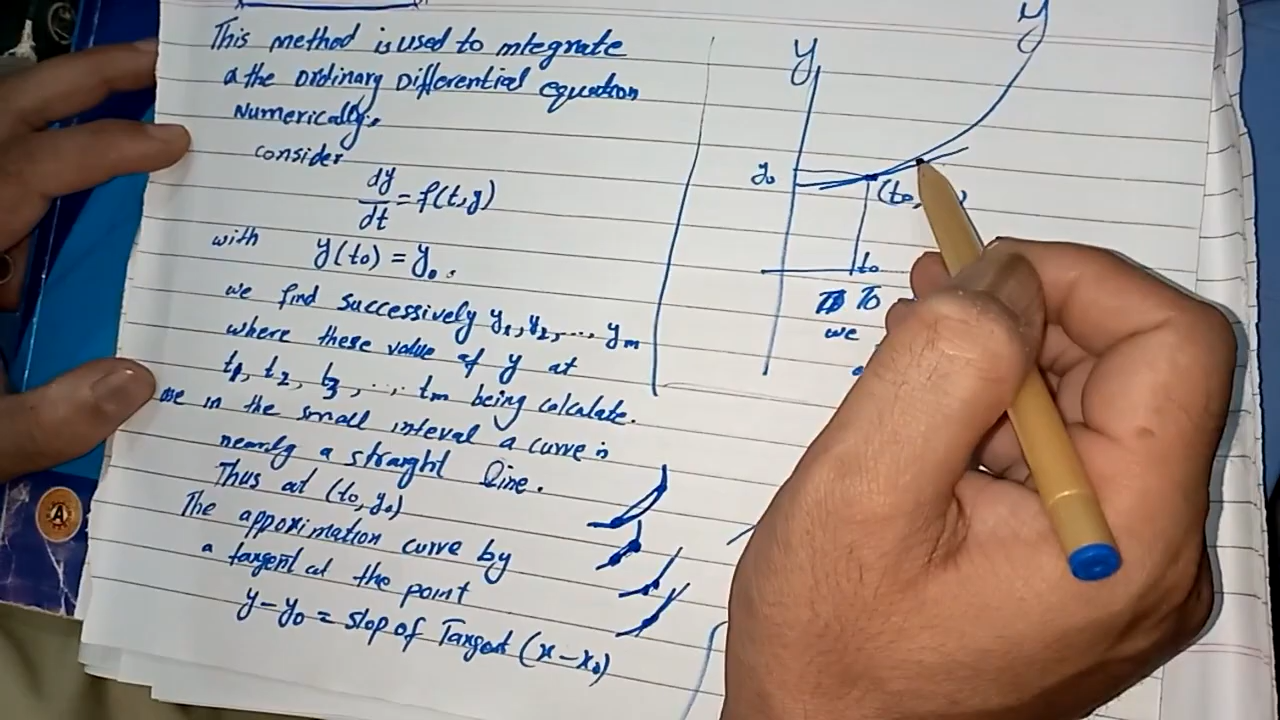 This method is used to integrate
a the ordinary Differential equation
Numerically.
consider
dy/dt = f(t,y)
with y(t0) = y0.
we find successively y1, y2, ..., ym
where these value of y at
t1, t2, t3, ..., tm being calculate.
use in the small inteval a curve is
nearly a straight line.
Thus at (t0, y0)
The appoximation curve by
a tangent at the point
y-y0 = slop of Tangent (x-x0)
y
y
y0
(t0,
t0
To
we
A